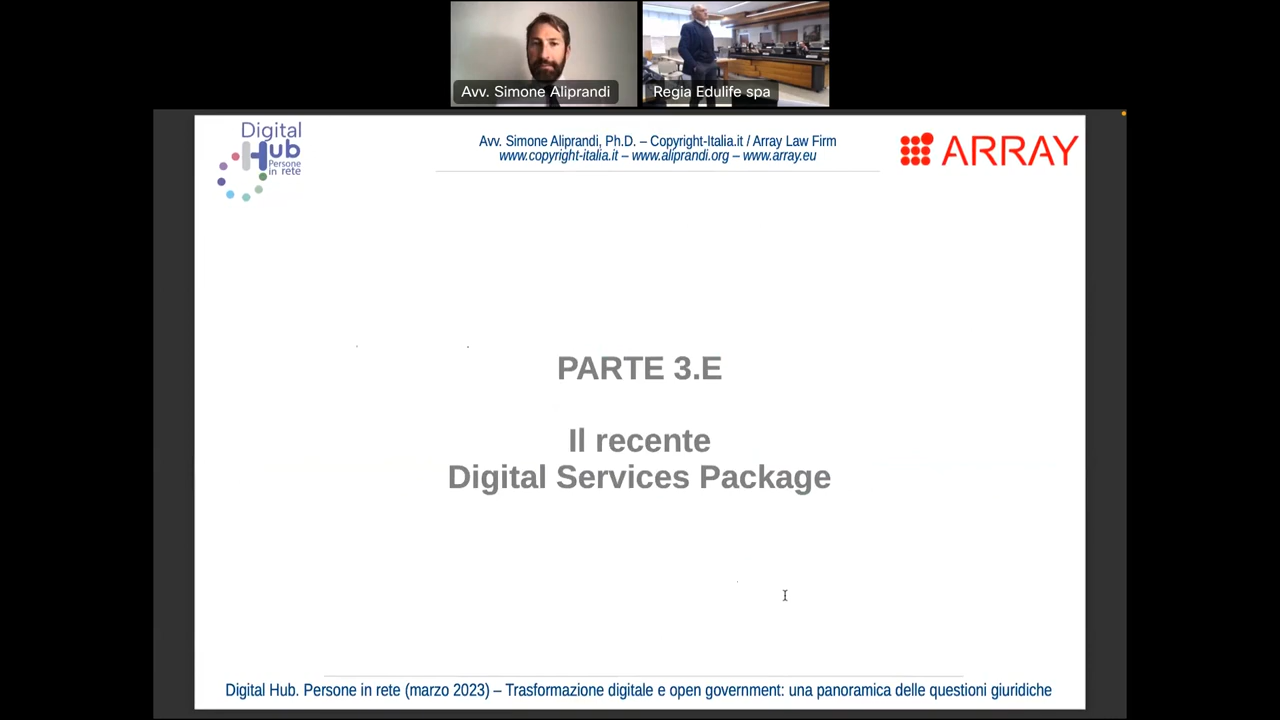 Avv. Simone Aliprandi
Regia Edulife spa
Digital
Hub
Persone
in rete
Avv. Simone Aliprandi, Ph.D. – Copyright-Italia.it / Array Law Firm
www.copyright-italia.it – www.aliprandi.org – www.array.eu
ARRAY
PARTE 3.E
Il recente
Digital Services Package
Digital Hub. Persone in rete (marzo 2023) – Trasformazione digitale e open government: una panoramica delle questioni giuridiche